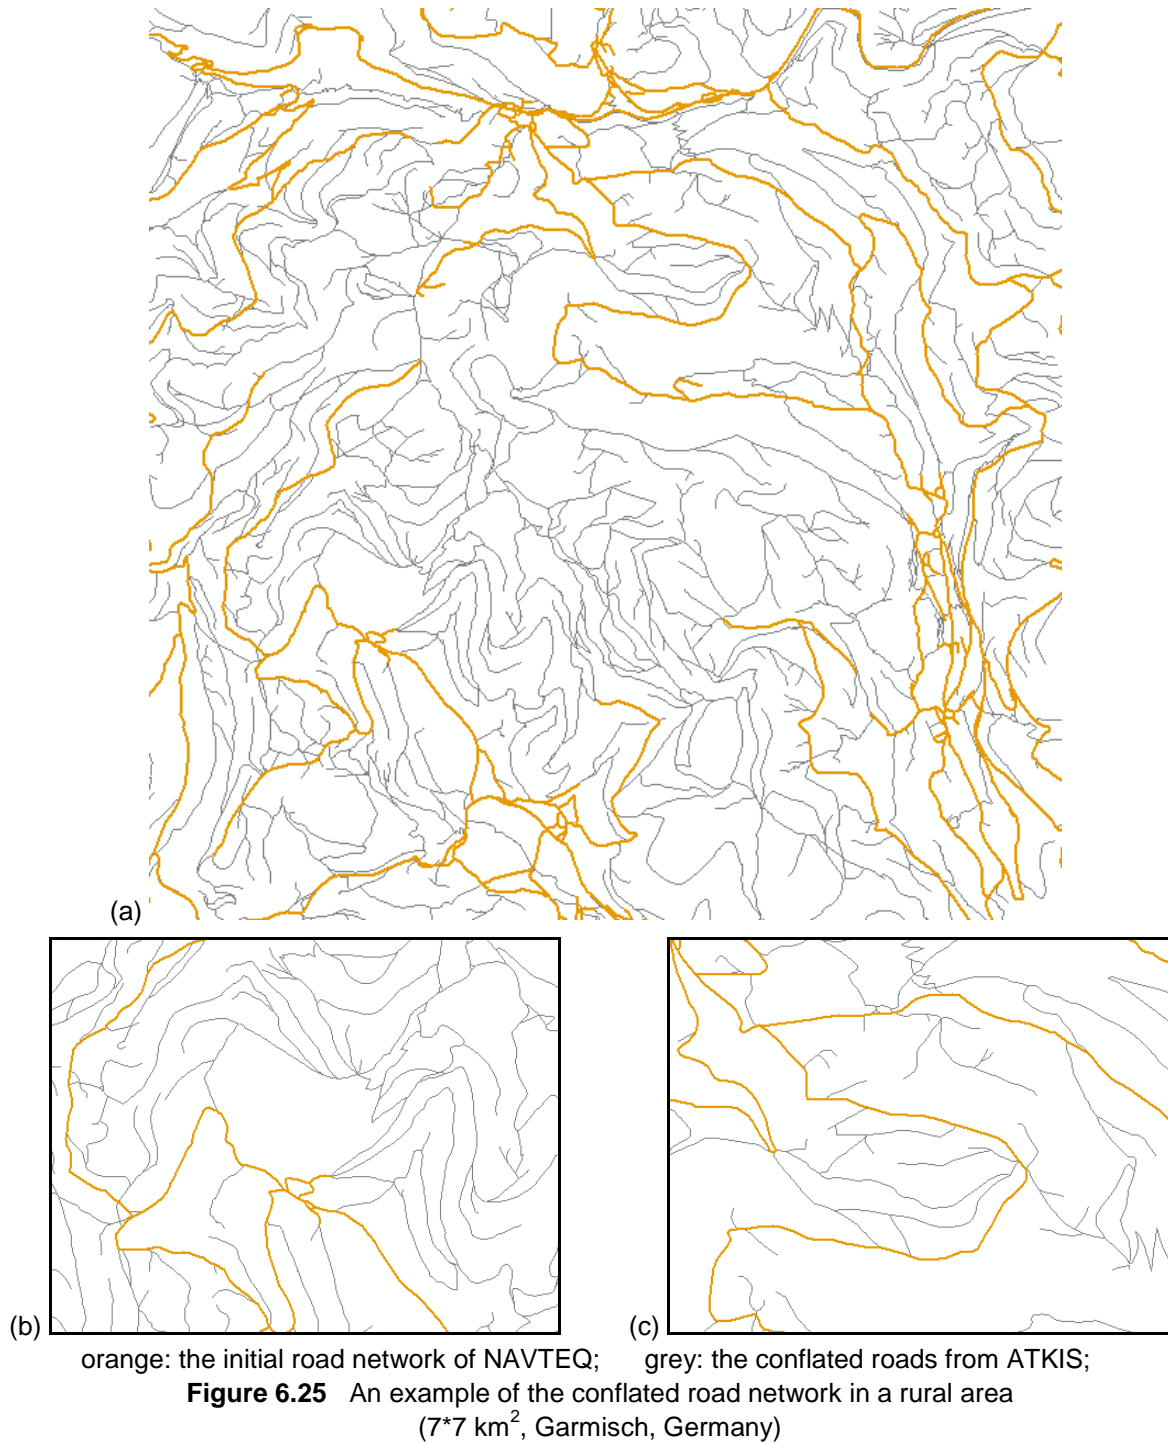 (a)
(b)
(c)
orange: the initial road network of NAVTEQ; grey: the conflated roads from ATKIS;
Figure 6.25 An example of the conflated road network in a rural area
(7*7 km², Garmisch, Germany)